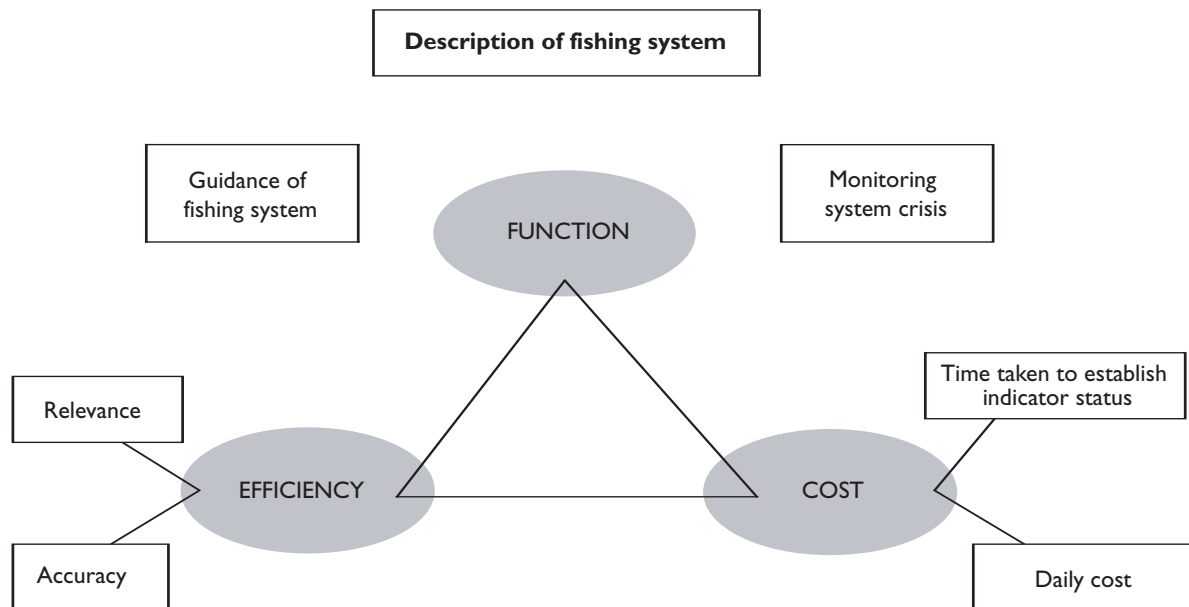 Description of fishing system
Guidance of
fishing system
Monitoring
system crisis
FUNCTION
Time taken to establish
indicator status
Relevance
EFFICIENCY
COST
Accuracy
Daily cost